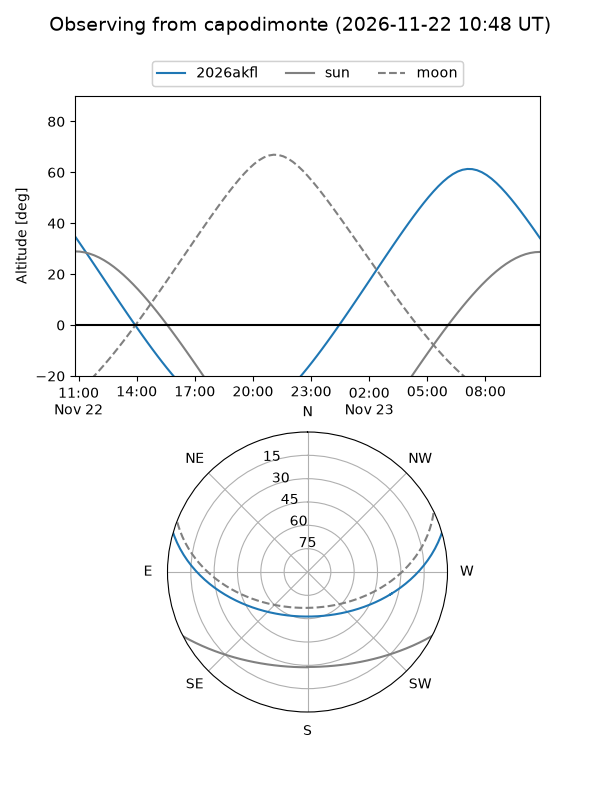 Observing from capodimonte (2026-11-22 10:48 UT)
2026akfl sun moon
Altitude [deg]
80
60
40
20
0
−20
11:00 14:00 17:00 20:00 23:00 02:00 05:00 08:00
Nov 22 Nov 23
N
NE NW
15
30
45
60
75
E W
SE SW
S